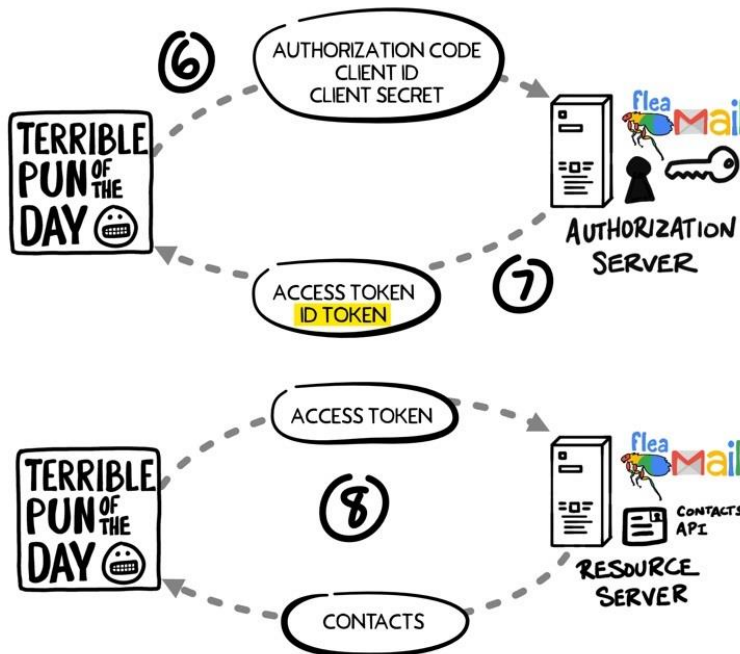 6
AUTHORIZATION CODE
CLIENT ID
CLIENT SECRET
TERRIBLE
PUN OF THE
DAY
flea
Mail
AUTHORIZATION
SERVER
ACCESS TOKEN
ID TOKEN
7
ACCESS TOKEN
TERRIBLE
PUN OF THE
DAY
8
flea
Mail
CONTACTS
API
RESOURCE
SERVER
CONTACTS